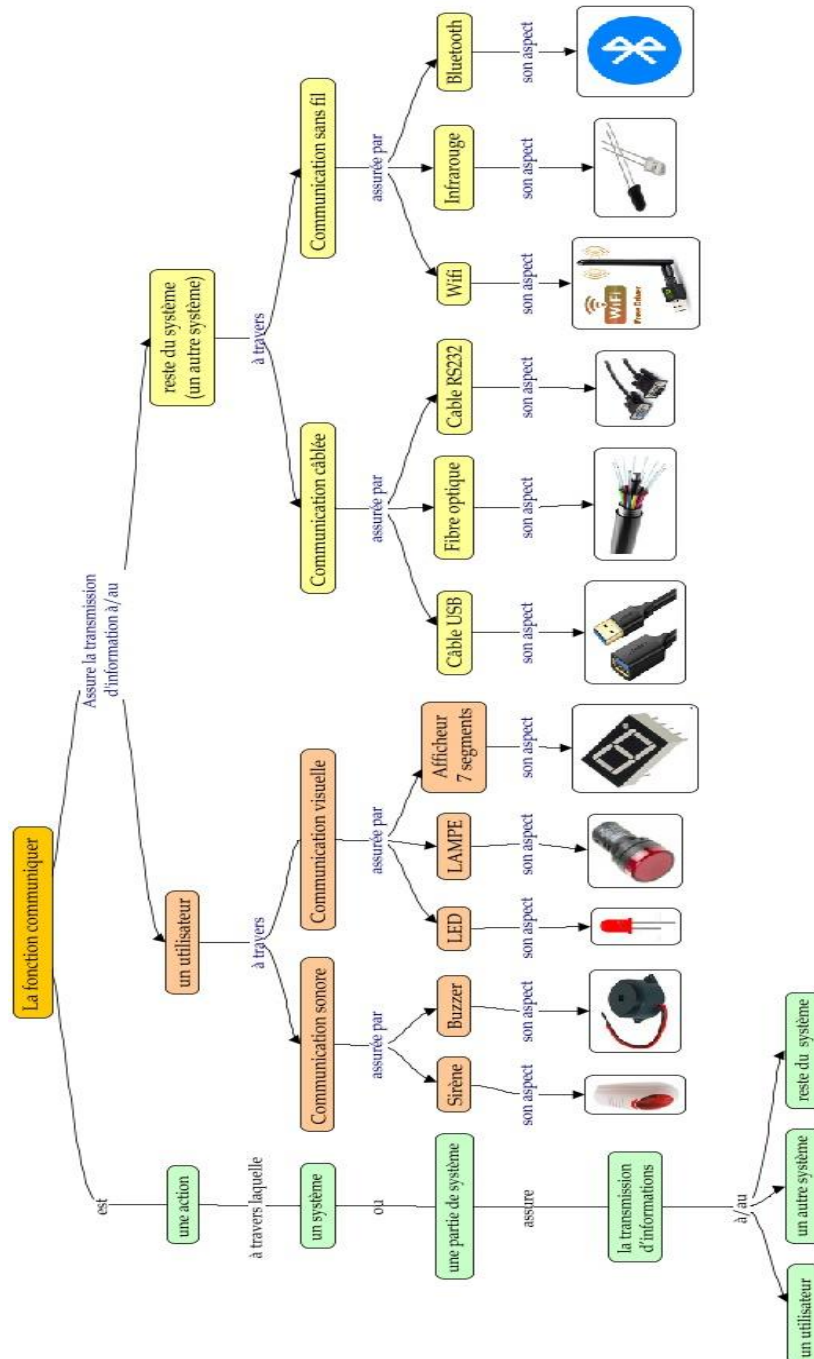 La fonction communiquer
est
une action
à travers laquelle
un système
ou
une partie de système
assure
la transmission
d'informations
à/au
un utilisateur
un autre système
reste du système
Assure la transmission
d'information à/au
un utilisateur
à travers
Communication sonore
assurée par
Sirène
son aspect
Buzzer
son aspect
Communication visuelle
assurée par
LED
son aspect
LAMPE
son aspect
Afficheur
7 segments
son aspect
reste du système
(un autre système)
à travers
Communication câblée
assurée par
Câble USB
son aspect
Fibre optique
son aspect
Cable RS232
son aspect
Communication sans fil
assurée par
Wifi
son aspect
WiFi
Free Driver
Infrarouge
son aspect
Bluetooth
son aspect